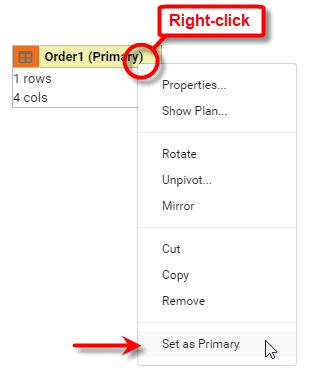 Right-click
Order1 (Primary)
1 rows
4 cols
Properties...
Show Plan...
Rotate
Unpivot...
Mirror
Cut
Copy
Remove
Set as Primary